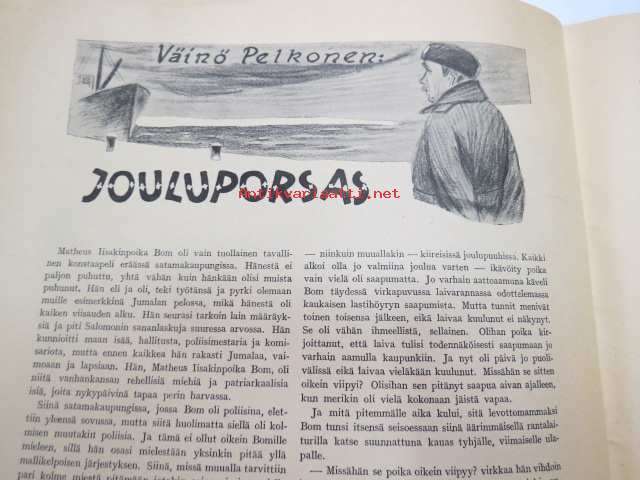 Väinö Pelkonen:
JOULUPORSAS
Antikvariaatti.net
Matheus Iisakinpoika Bom oli vain tuollainen tavalli-
nen konstaapeli eräässä satamakaupungissa. Hänestä ei
paljon puhuttu, yhtä vähän kuin hänkään olisi muista
puhunut. Hän eli ja oli, teki työtänsä ja pyrki olemaan
muille esimerkkinä Jumalan pelossa, mikä hänestä oli
kaiken viisauden alku. Hän seurasi tarkoin lain määräyk-
siä ja piti Salomonin sananlaskuja suuressa arvossa. Hän
kunnioitti maan isää, hallitusta, poliisimestaria ja komi-
sariota, mutta ennen kaikkea hän rakasti Jumalaa, vai-
moaan ja lapsiaan. Hän, Matheus Iisakinpoika Bom, oli
niitä vanhankansan rehellisiä miehiä ja patriarkaalisia
isiä, joita nykypäivinä tapaa perin harvassa.
Siinä satamakaupungissa, jossa Bom oli poliisina, elet-
tiin yleensä sovussa, mutta siitä huolimatta siellä oli kol-
misen muutakin poliisia. Ja tämä ei ollut oikein Bomille
mieleen, sillä hän osasi mielestään yksinkin pitää yllä
mallikelpoisen järjestyksen. Siinä, missä muualla tarvittiin
pari kolme miestä pitämään
— niinkuin muuallakin — kiireisissä joulupuuhissa. Kaikki
alkoi olla jo valmiina joulua varten — ikävöity poika
vain vielä oli saapumatta. Jo varhain aattoaamuna käveli
Bom täydessä virkapuvussa laivarannassa odottelemassa
kaukaisen lastihöyryn saapumista. Mutta tunnit menivät
toinen toisensa jälkeen, eikä laivaa kuulunut ei näkynyt.
Se oli vähän ihmeellistä, sellainen. Olihan poika kir-
joittanut, että laiva tulisi todennäköisesti saapumaan jo
varhain aamulla kaupunkiin. Ja nyt oli päivä jo puoli-
välissä eikä laivaa vieläkään kuulunut. Missähän se sitten
oikein viipyi? Olisihan sen pitänyt saapua aivan ajalleen,
kun merikin oli vielä kokonaan jäistä vapaa.
Ja mitä pitemmälle aika kului, sitä levottomammaksi
Bom tunsi itsensä seisoessaan siinä äärimmäisellä rantalai-
turilla katse suunnattuna kauas tyhjälle, viimaiselle ulap-
palle.
— Missähän se poika oikein viipyy? virkkaa hän vihdoin